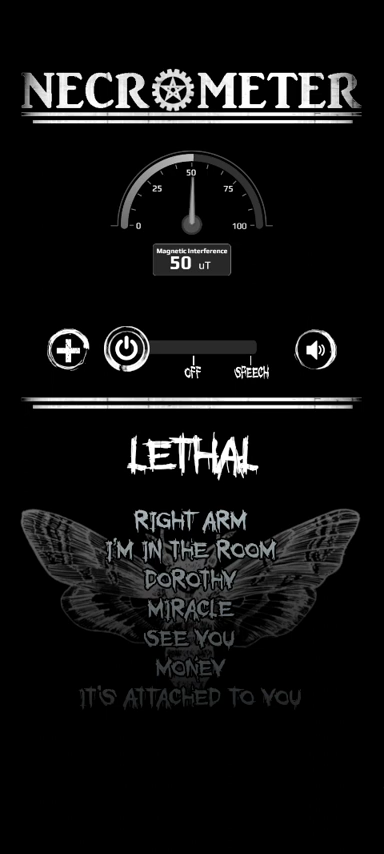 NECROMETER
50
25 75
0 100
Magnetic Interference
50 uT
OFF SPEECH
LETHAL
RIGHT ARM
I'M IN THE ROOM
DOROTHY
MIRACLE
SEE YOU
MONEY
IT'S ATTACHED TO YOU